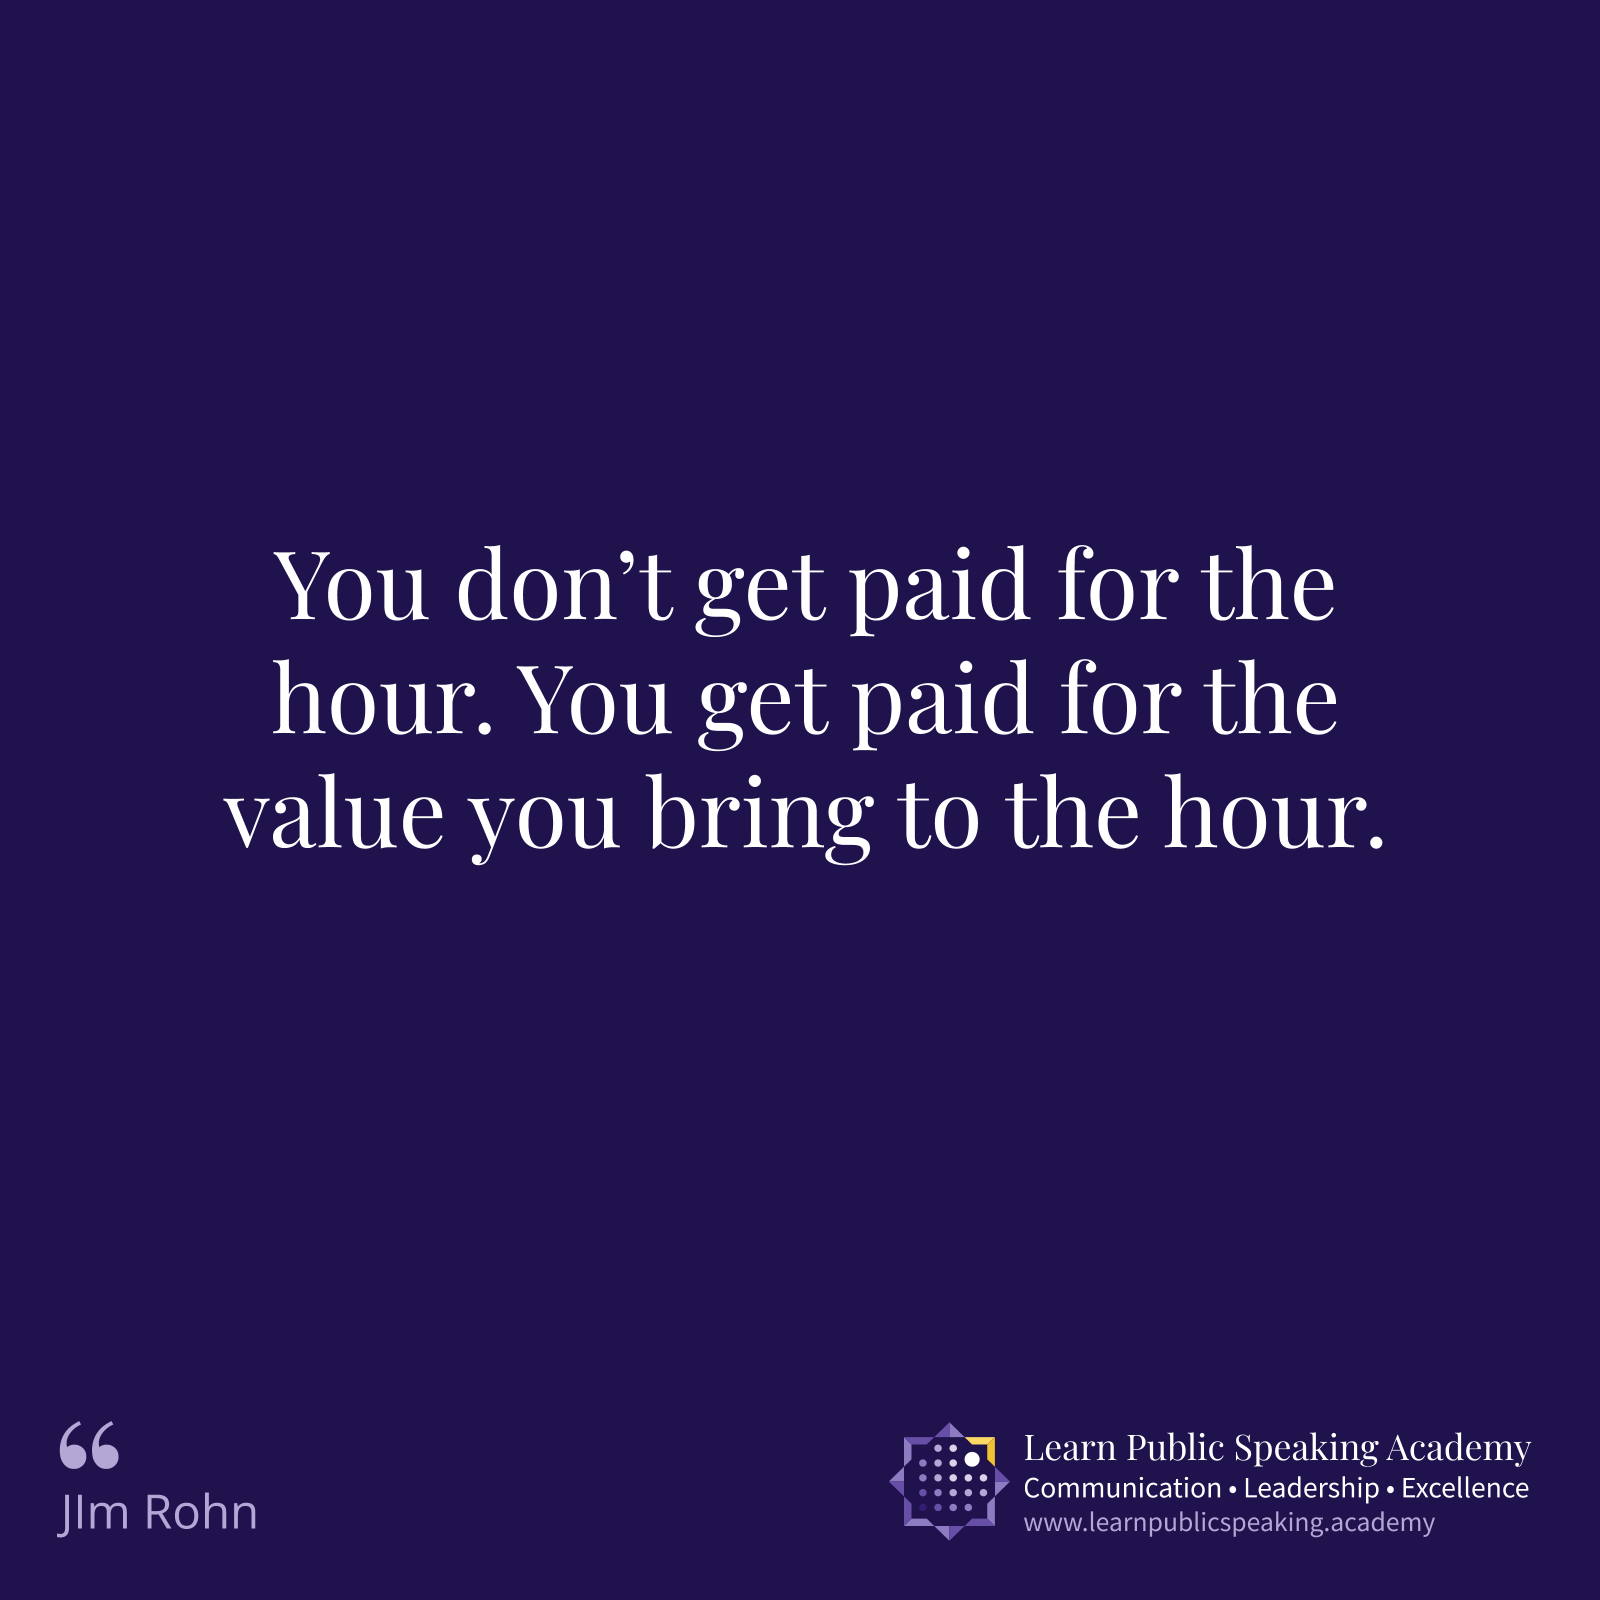 You don’t get paid for the
hour. You get paid for the
value you bring to the hour.
JIm Rohn
Learn Public Speaking Academy
Communication • Leadership • Excellence
www.learnpublicspeaking.academy